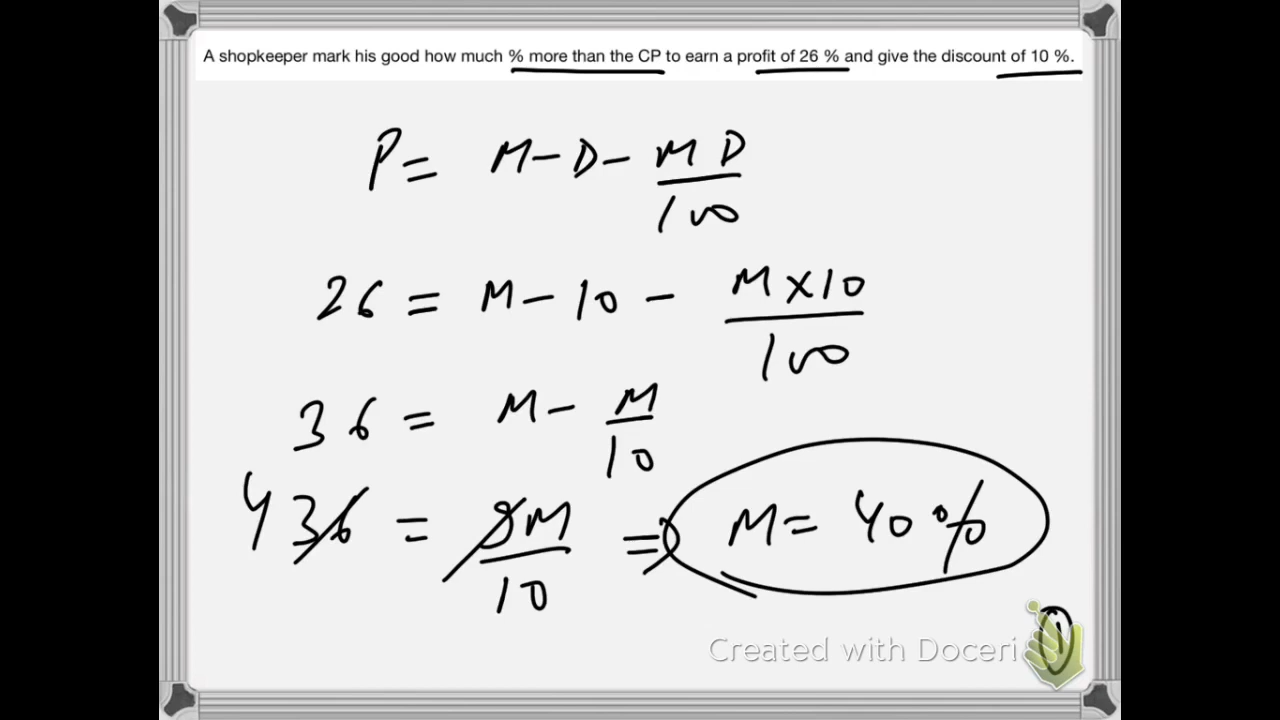 A shopkeeper mark his good how much % more than the CP to earn a profit of 26 % and give the discount of 10 %.
P = M - D - MD/100
26 = M - 10 - M×10/100
36 = M - M/10
4 36 = 9M/10 ⇒ M = 40%
Created with Doceri